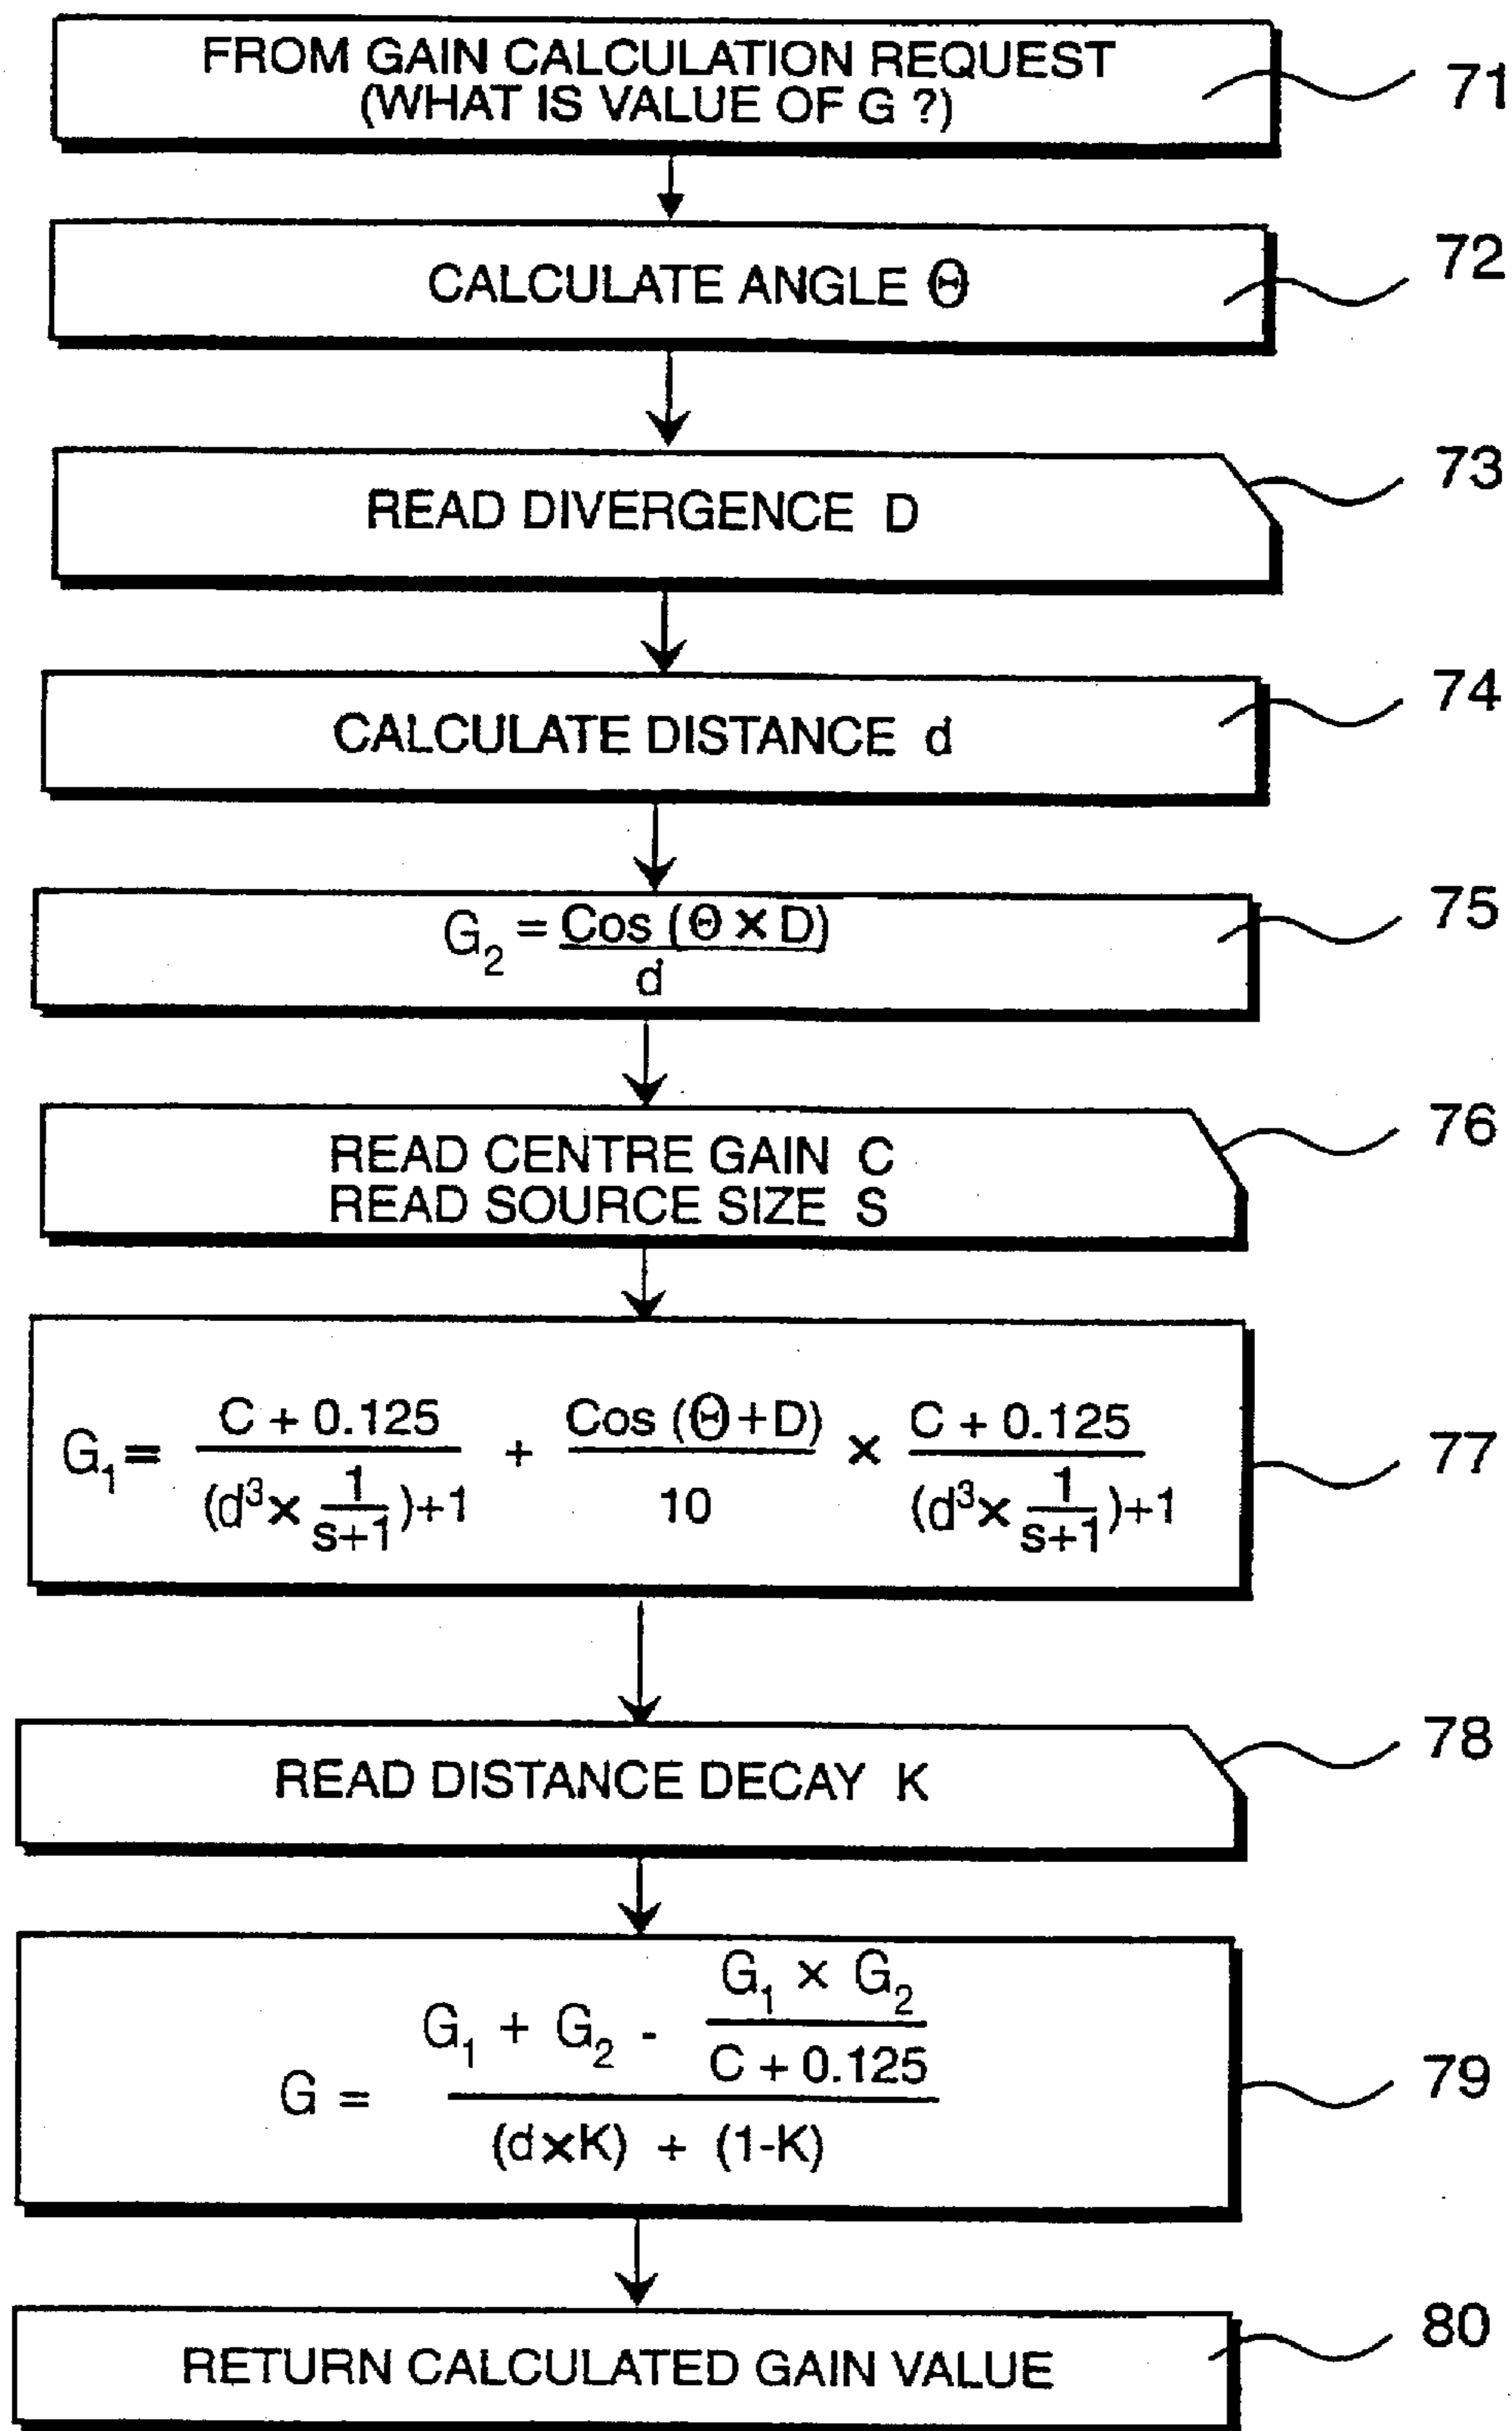 FROM GAIN CALCULATION REQUEST
(WHAT IS VALUE OF G ?)
71
CALCULATE ANGLE Θ
72
READ DIVERGENCE D
73
CALCULATE DISTANCE d
74
G₂ = Cos (Θ × D) / d
75
READ CENTRE GAIN C
READ SOURCE SIZE S
76
G₁ = (C + 0.125) / ((d³ × 1/(s+1))+1) + Cos (Θ+D) / 10 × (C + 0.125) / ((d³ × 1/(s+1))+1)
77
READ DISTANCE DECAY K
78
G = (G₁ + G₂ - (G₁ × G₂) / (C + 0.125)) / ((d×K) + (1-K))
79
RETURN CALCULATED GAIN VALUE
80